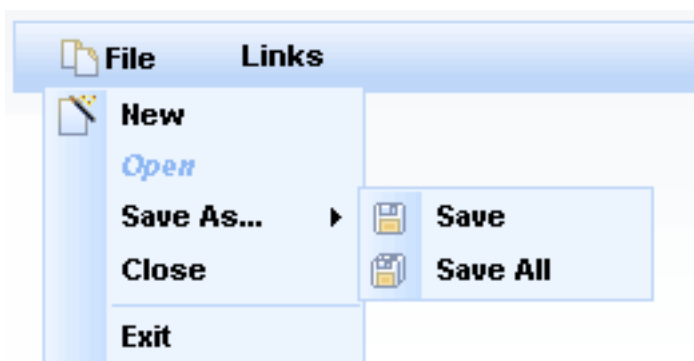 File Links
New
Open
Save As...
Save
Close
Save All
Exit